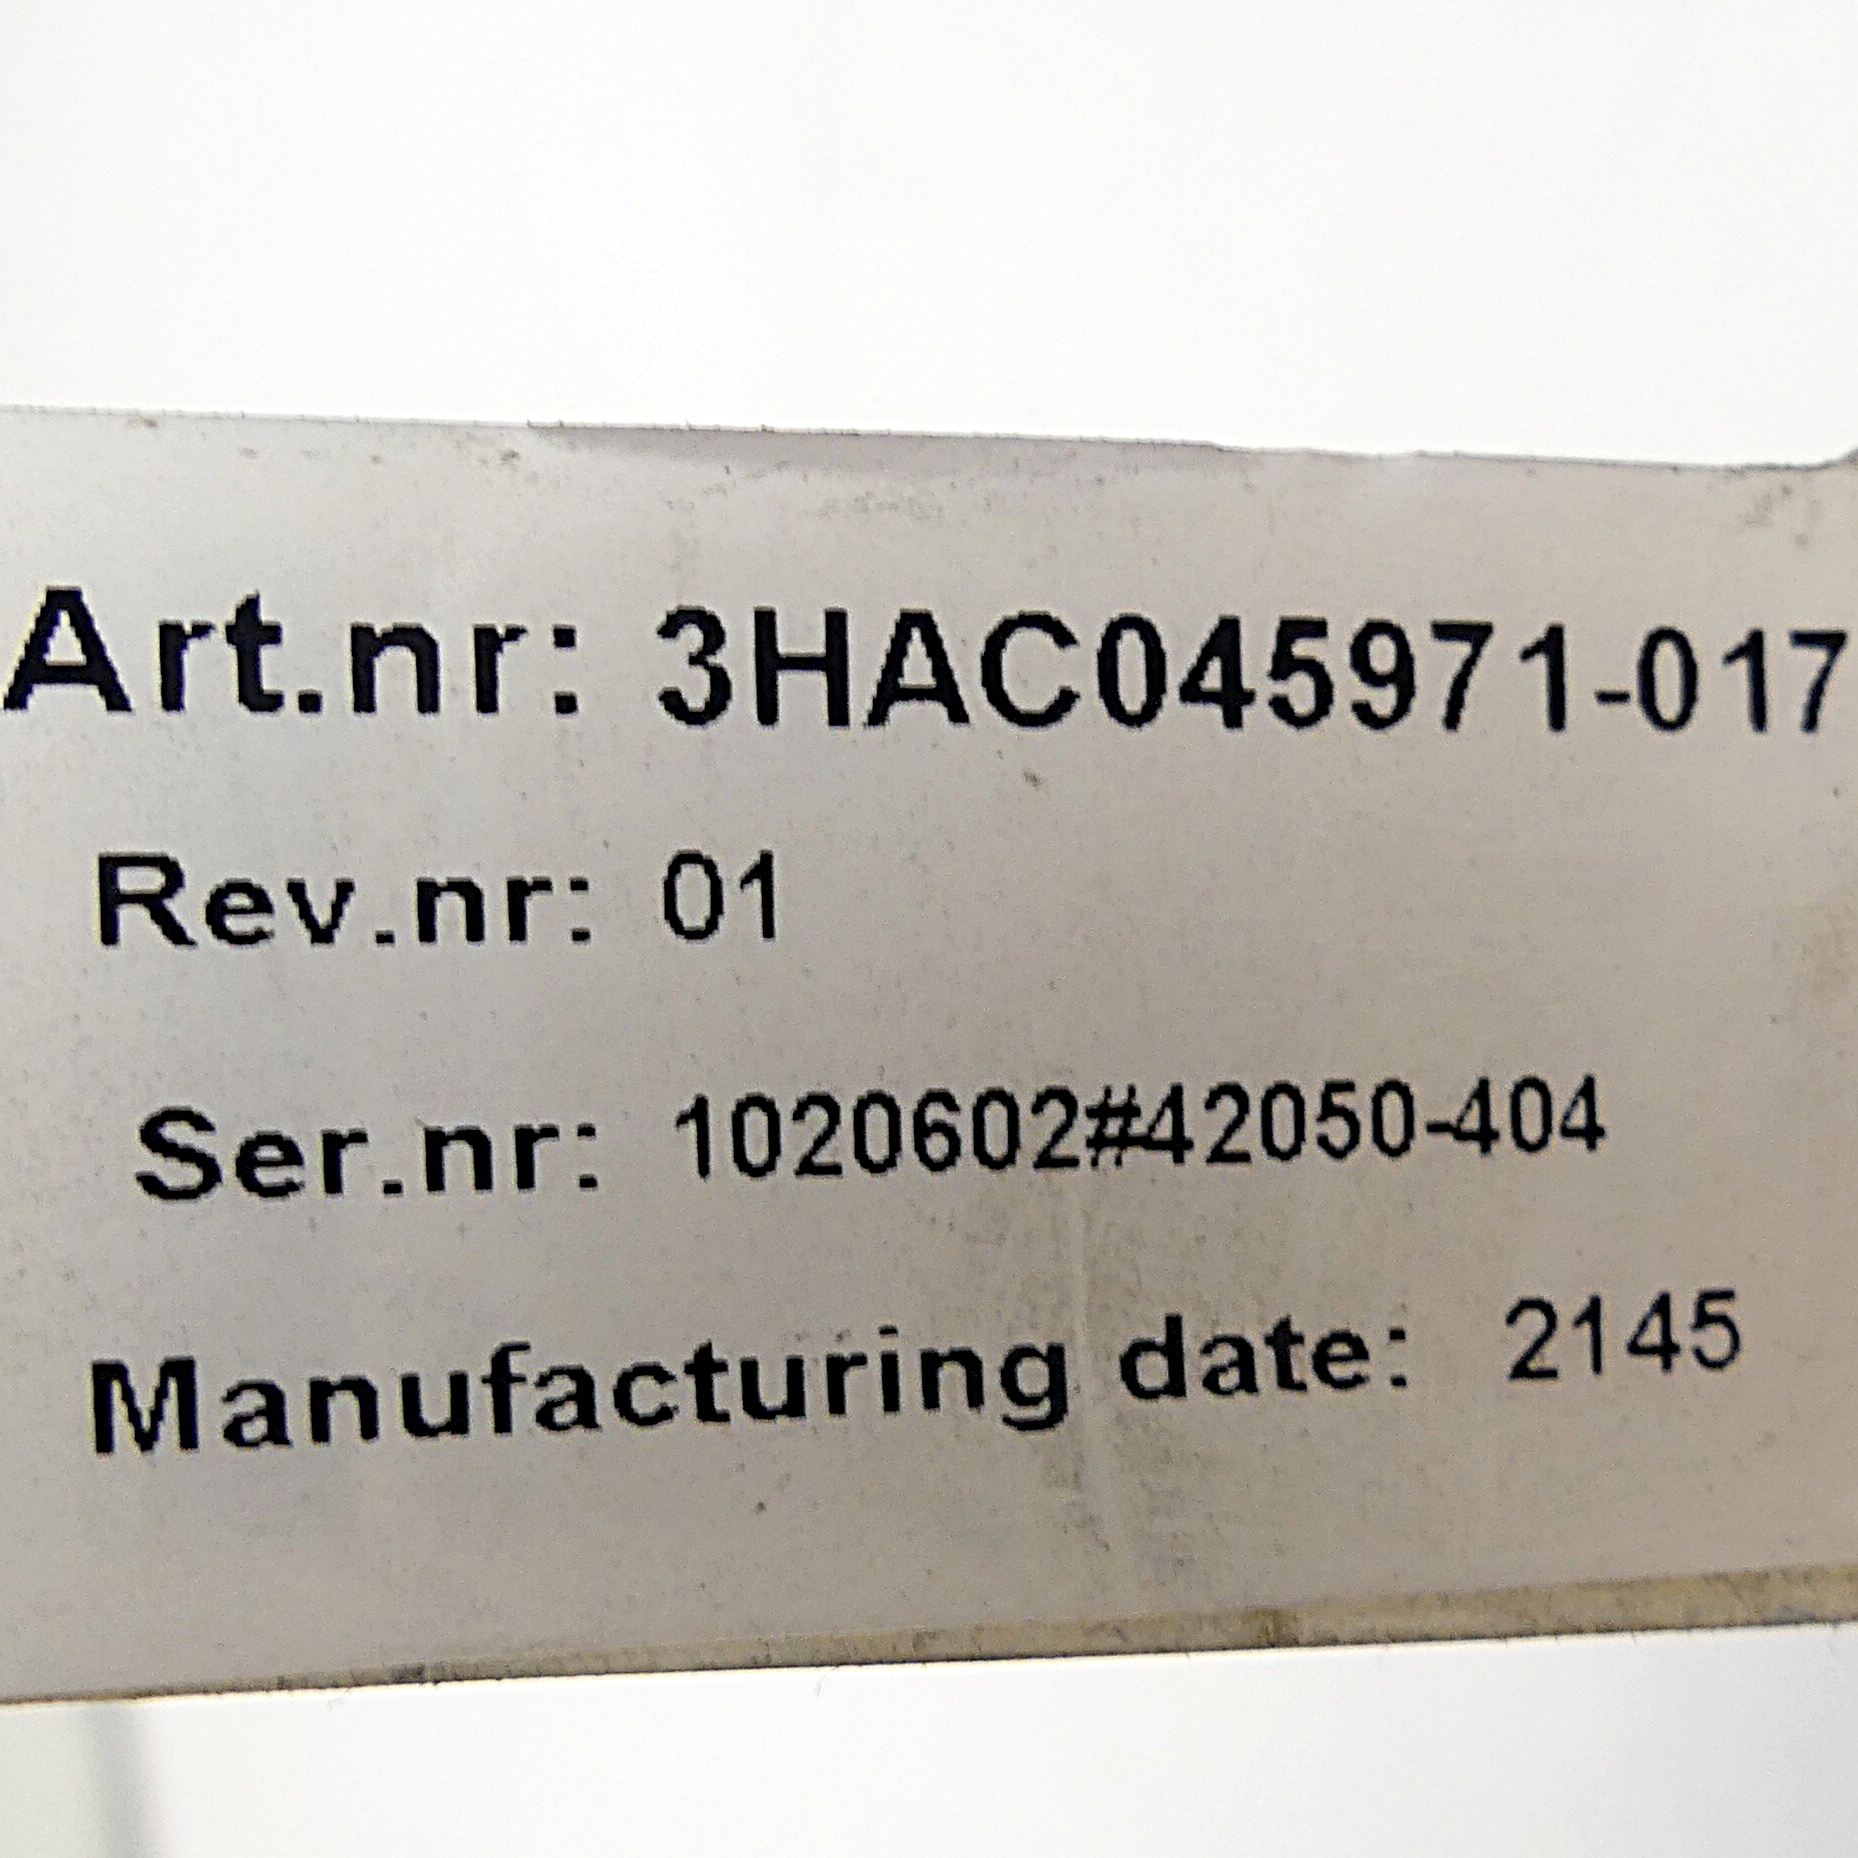 Art.nr: 3HAC045971-017
Rev.nr: 01
Ser.nr: 1020602#42050-404
Manufacturing date: 2145